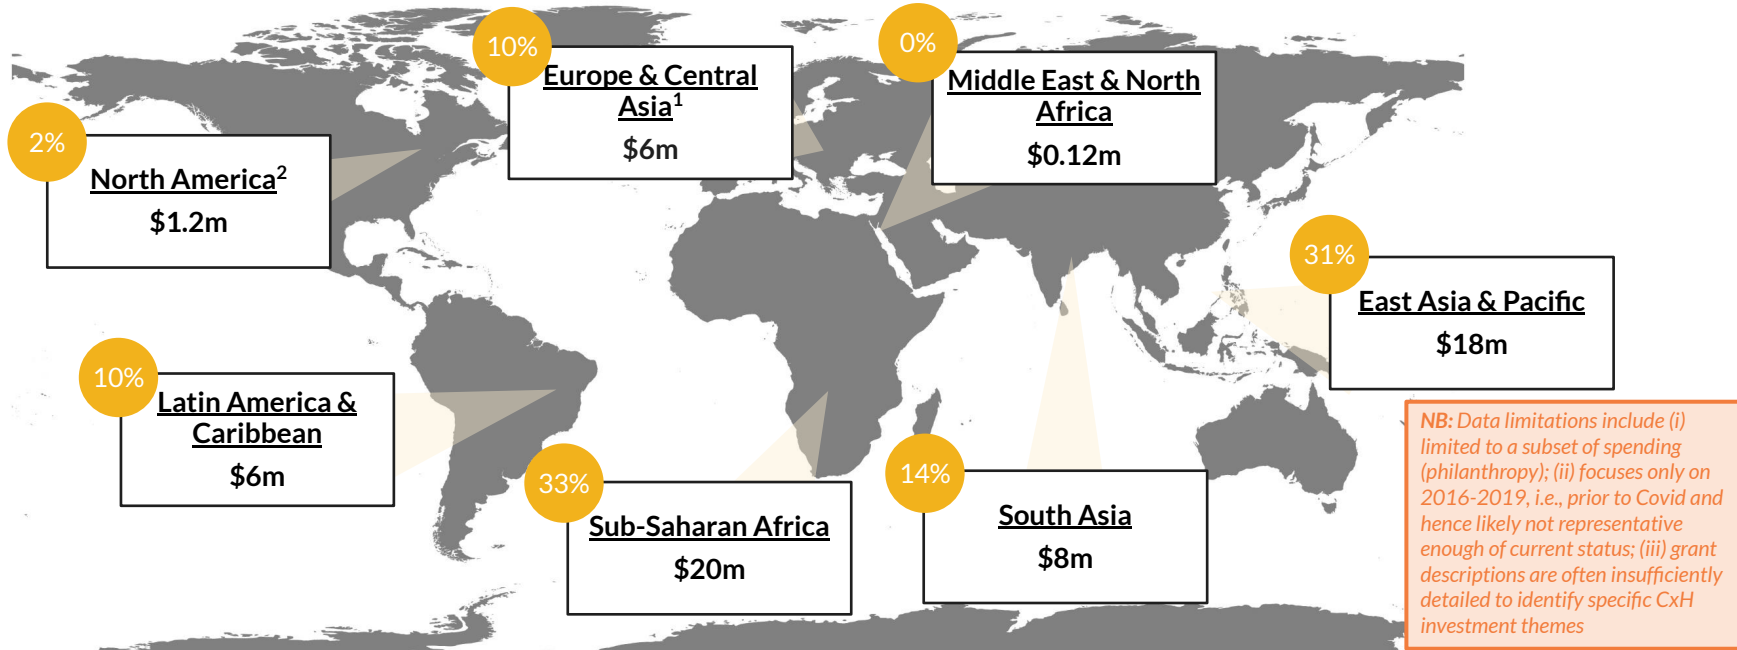 10%
Europe & Central
Asia1
$6m
0%
Middle East & North
Africa
$0.12m
2%
North America2
$1.2m
31%
East Asia & Pacific
$18m
10%
Latin America &
Caribbean
$6m
33%
Sub-Saharan Africa
$20m
14%
South Asia
$8m
NB: Data limitations include (i)
limited to a subset of spending
(philanthropy); (ii) focuses only on
2016-2019, i.e., prior to Covid and
hence likely not representative
enough of current status; (iii) grant
descriptions are often insufficiently
detailed to identify specific CxH
investment themes